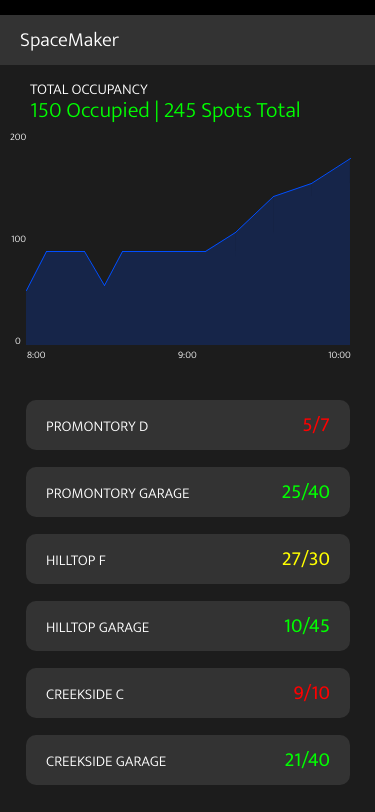 SpaceMaker
TOTAL OCCUPANCY
150 Occupied | 245 Spots Total
200
100
0
8:00 9:00 10:00
PROMONTORY D 5/7
PROMONTORY GARAGE 25/40
HILLTOP F 27/30
HILLTOP GARAGE 10/45
CREEKSIDE C 9/10
CREEKSIDE GARAGE 21/40